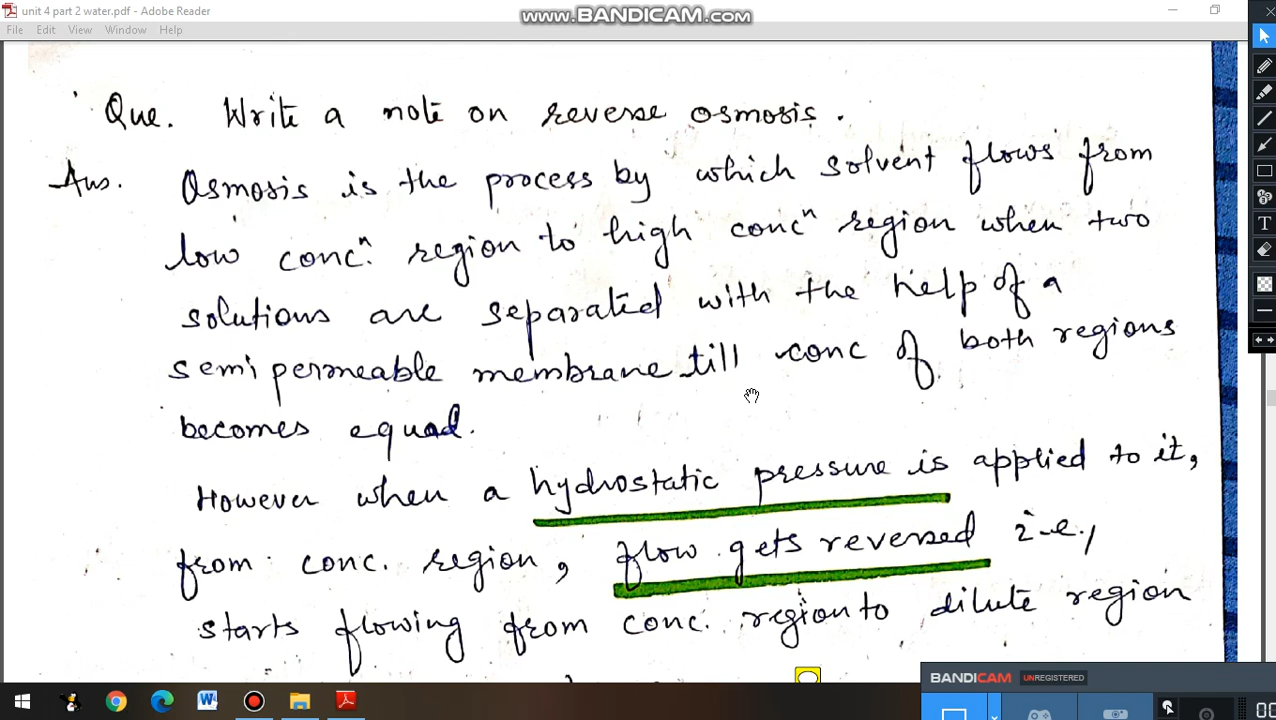 unit 4 part 2 water.pdf - Adobe Reader
www.BANDICAM.com
File Edit View Window Help
Que. Write a note on reverse osmosis.
Ans. Osmosis is the process by which solvent flows from
low concⁿ. region to high concⁿ region when two
solutions are separated with the help of a
semipermeable membrane till conc of both regions
becomes equal.
However when a hydrostatic pressure is applied to it,
from conc. region, flow gets reversed i.e.,
starts flowing from conc. region to dilute region
BANDICAM UNREGISTERED